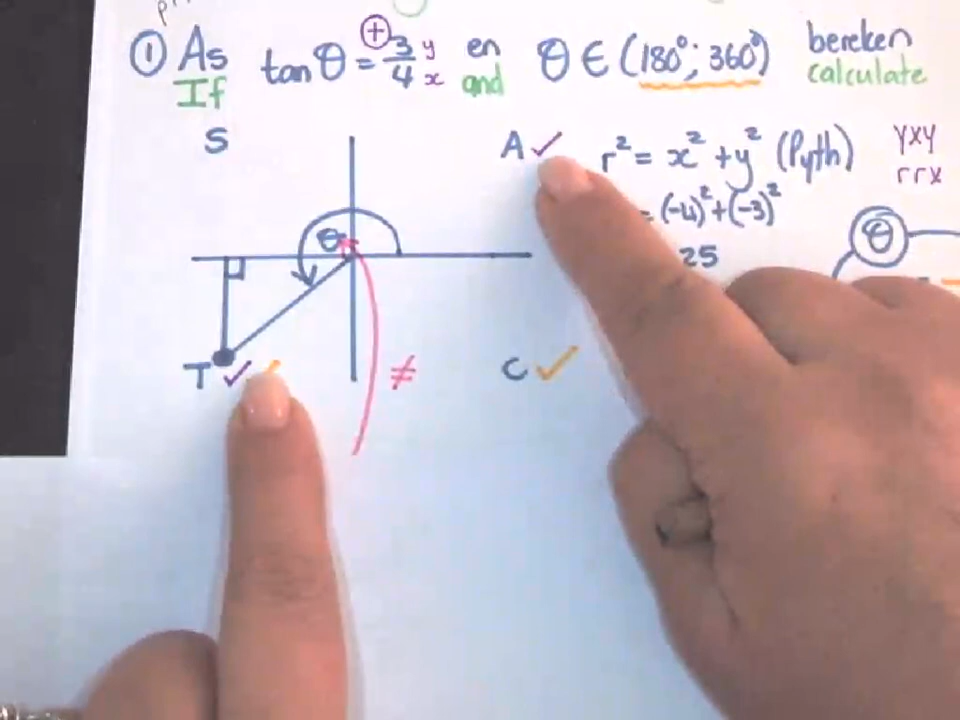 ① As tanθ = ⊕ 3/4 y/x en θ ∈ (180°; 360°) bereken
If and calculate
S A ✓ r² = x² + y² (Pyth) yxy
= (-4)² + (-3)² rrx
θ θ
25
T ✓ ✓ ≠ C ✓